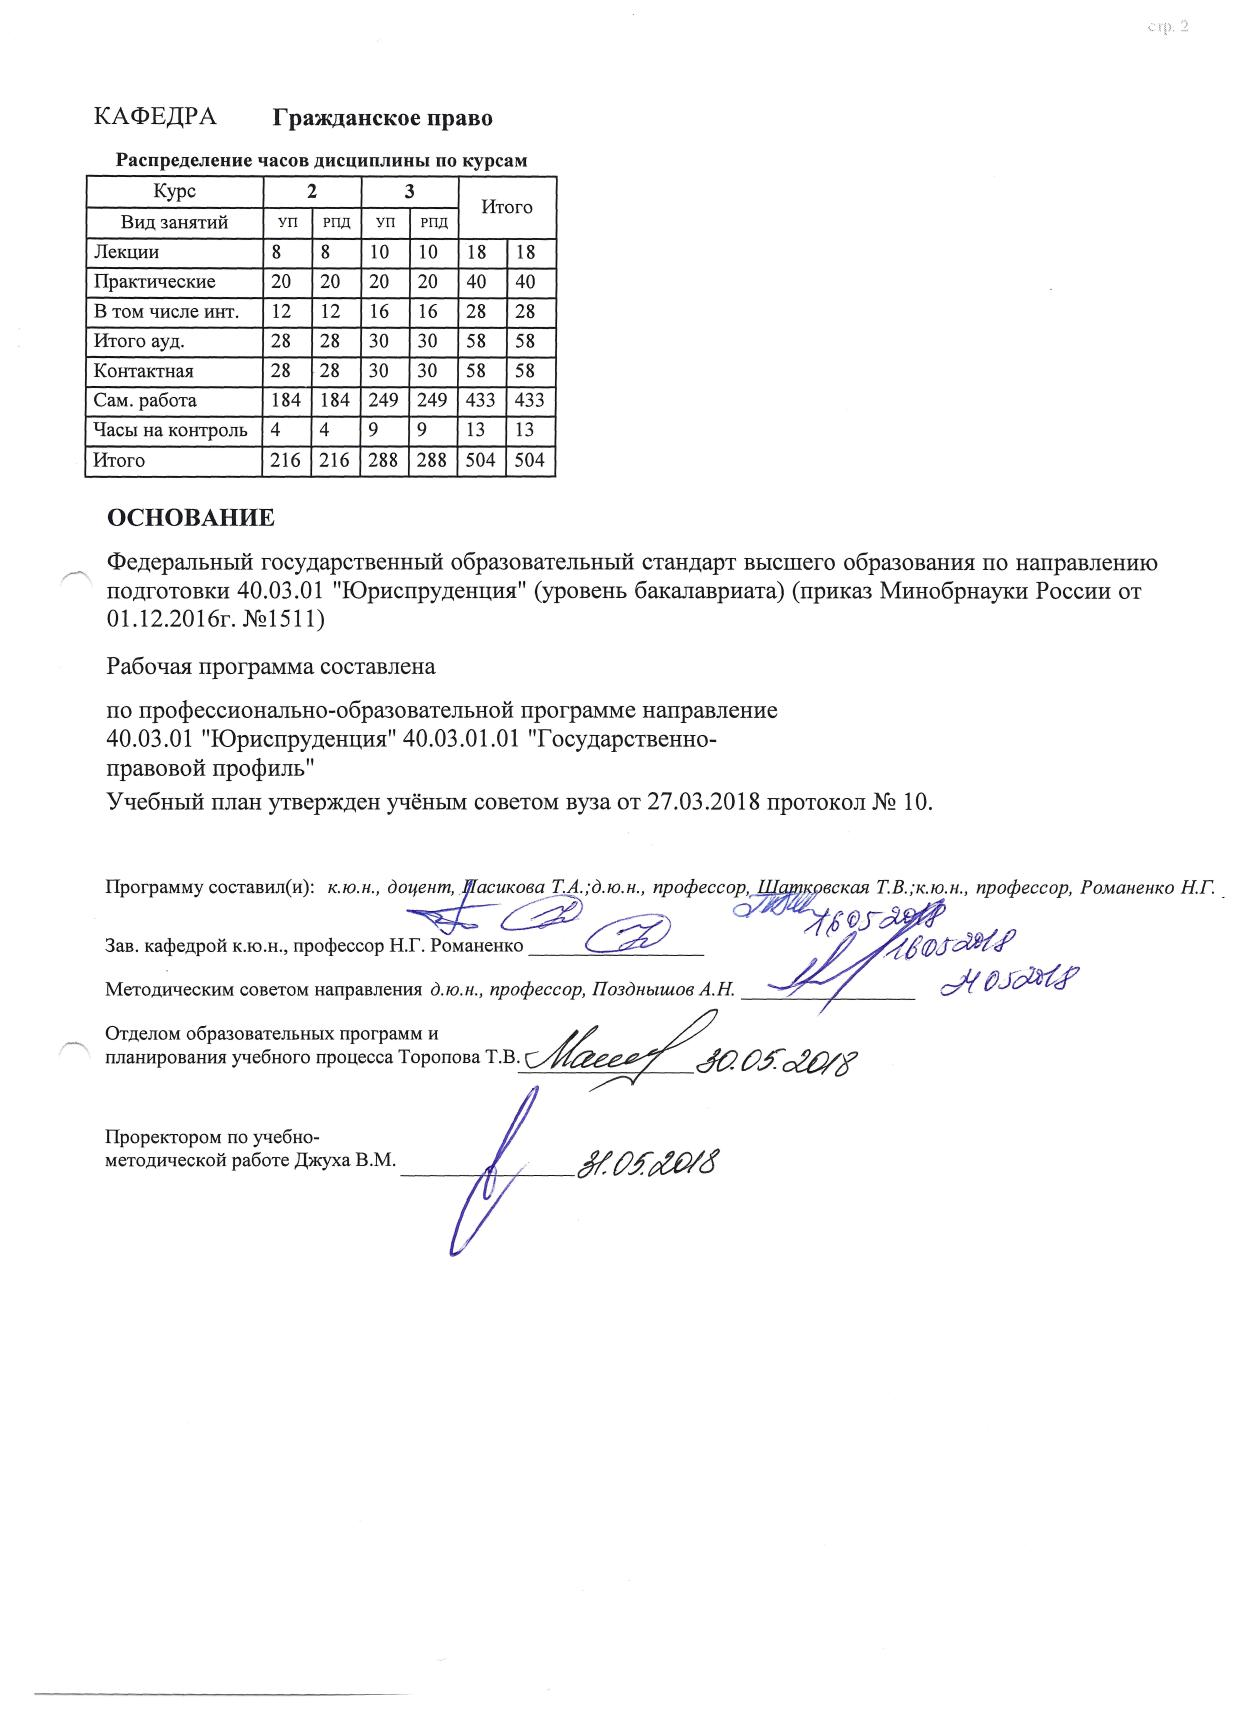 стр. 2
КАФЕДРА Гражданское право
Распределение часов дисциплины по курсам
Курс 2 3 Итого
Вид занятий УП РПД УП РПД
Лекции 8 8 10 10 18 18
Практические 20 20 20 20 40 40
В том числе инт. 12 12 16 16 28 28
Итого ауд. 28 28 30 30 58 58
Контактная 28 28 30 30 58 58
Сам. работа 184 184 249 249 433 433
Часы на контроль 4 4 9 9 13 13
Итого 216 216 288 288 504 504
ОСНОВАНИЕ
Федеральный государственный образовательный стандарт высшего образования по направлению
подготовки 40.03.01 "Юриспруденция" (уровень бакалавриата) (приказ Минобрнауки России от
01.12.2016г. №1511)
Рабочая программа составлена
по профессионально-образовательной программе направление
40.03.01 "Юриспруденция" 40.03.01.01 "Государственно-
правовой профиль"
Учебный план утвержден учёным советом вуза от 27.03.2018 протокол № 10.
Программу составил(и): к.ю.н., доцент, Пасикова Т.А.;д.ю.н., профессор, Шатковская Т.В.;к.ю.н., профессор, Романенко Н.Г.
16052018
Зав. кафедрой к.ю.н., профессор Н.Г. Романенко 16052018
Методическим советом направления д.ю.н., профессор, Позднышов А.Н. 052018
Отделом образовательных программ и
планирования учебного процесса Торопова Т.В. 30.05.2018
Проректором по учебно-
методической работе Джуха В.М. 31.05.2018